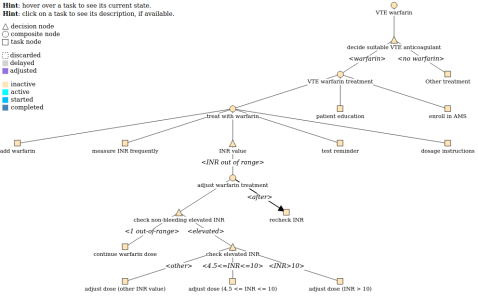 Hint: hover over a task to see its current state.
Hint: click on a task to see its description, if available.
decision node
composite node
task node
discarded
delayed
adjusted
inactive
active
started
completed
VTE warfarin
decide suitable VTE anticoagulant
<warfarin>
<no warfarin>
VTE warfarin treatment
Other treatment
treat with warfarin
patient education
enroll in AMS
add warfarin
measure INR frequently
INR value
test reminder
dosage instructions
<INR out of range>
adjust warfarin treatment
<after>
check non-bleeding elevated INR
recheck INR
<1 out-of-range>
<elevated>
continue warfarin dose
check elevated INR
<other>
<4.5<=INR<=10>
<INR>10>
adjust dose (other INR value)
adjust dose (4.5 <= INR <= 10)
adjust dose (INR > 10)